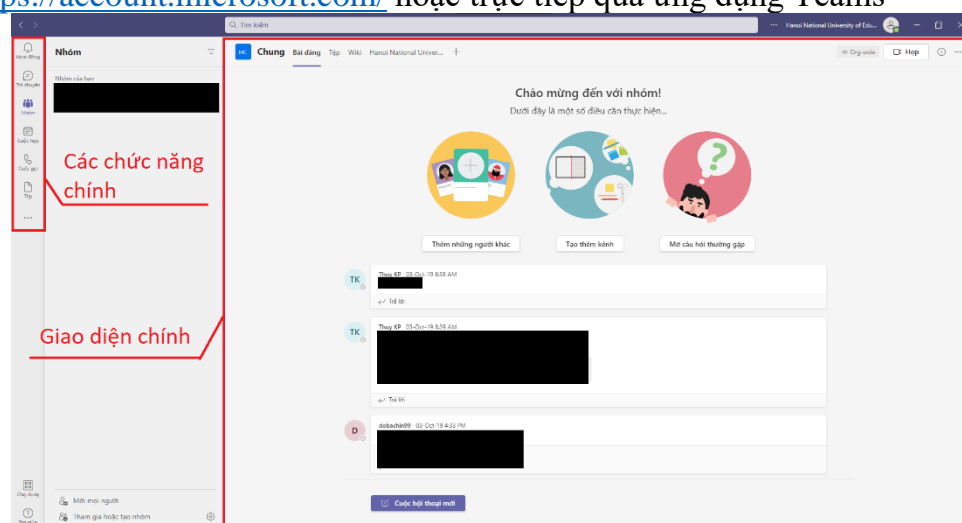 ps://account.microsoft.com/ hoặc trực tiếp qua ứng dụng Teams
Tìm kiếm
Hanoi National University of Edu...
Hoạt động
Trò chuyện
Nhóm
Cuộc họp
Cuộc gọi
Tệp
Nhóm
Nhóm của bạn
Các chức năng
chính
Giao diện chính
Chung Bài đăng Tệp Wiki Hanoi National Univer... +
Org-wide Họp
Chào mừng đến với nhóm!
Dưới đây là một số điều cần thực hiện...
Thêm những người khác Tạo thêm kênh Mở câu hỏi thường gặp
TK Thuy KP 03-Oct-19 8:38 AM
Trả lời
TK Thuy KP 03-Oct-19 8:39 AM
Trả lời
D dobachin99 03-Oct-19 4:33 PM
Cuộc hội thoại mới
Ứng dụng
Mời mọi người
Tham gia hoặc tạo nhóm